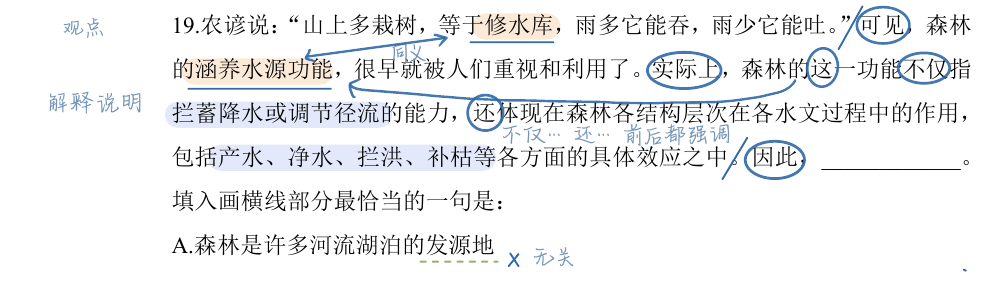 观点
19.农谚说：“山上多栽树，等于修水库，雨多它能吞，雨少它能吐。”可见，森林
同义
的涵养水源功能，很早就被人们重视和利用了。实际上，森林的这一功能不仅指
解释说明
拦蓄降水或调节径流的能力，还体现在森林各结构层次在各水文过程中的作用，
不仅… 还… 前后都强调
包括产水、净水、拦洪、补枯等各方面的具体效应之中。因此，____________。
填入画横线部分最恰当的一句是：
A.森林是许多河流湖泊的发源地
× 无关